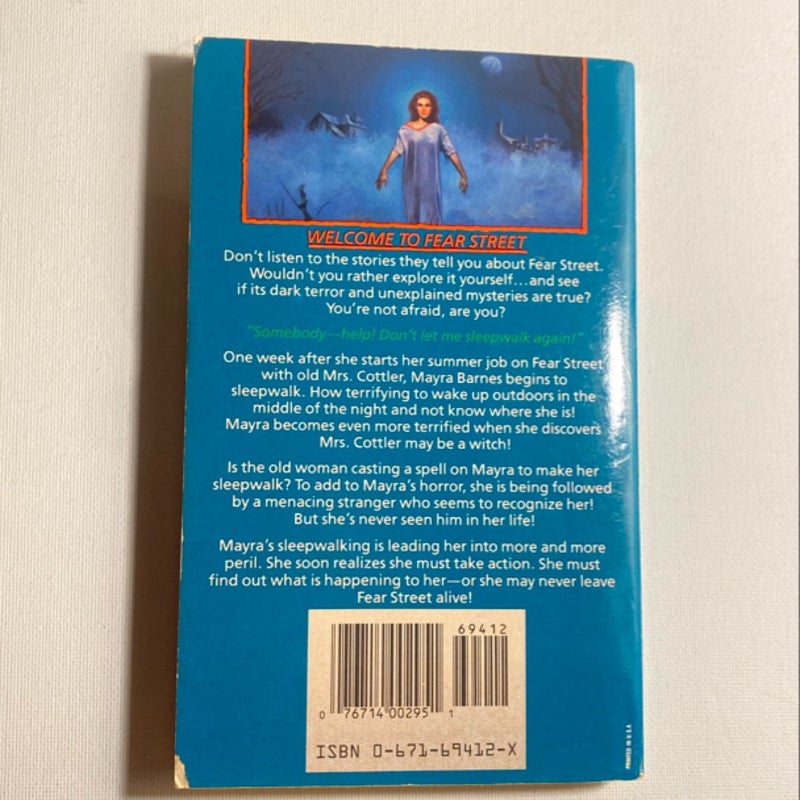 WELCOME TO FEAR STREET
Don't listen to the stories they tell you about Fear Street.
Wouldn't you rather explore it yourself...and see
if its dark terror and unexplained mysteries are true?
You're not afraid, are you?
"Somebody—help! Don't let me sleepwalk again!"
One week after she starts her summer job on Fear Street
with old Mrs. Cottler, Mayra Barnes begins to
sleepwalk. How terrifying to wake up outdoors in the
middle of the night and not know where she is!
Mayra becomes even more terrified when she discovers
Mrs. Cottler may be a witch!
Is the old woman casting a spell on Mayra to make her
sleepwalk? To add to Mayra's horror, she is being followed
by a menacing stranger who seems to recognize her!
But she's never seen him in her life!
Mayra's sleepwalking is leading her into more and more
peril. She soon realizes she must take action. She must
find out what is happening to her—or she may never leave
Fear Street alive!
69412
0 76714 00295 1
ISBN 0-671-69412-X
PRINTED IN U.S.A.